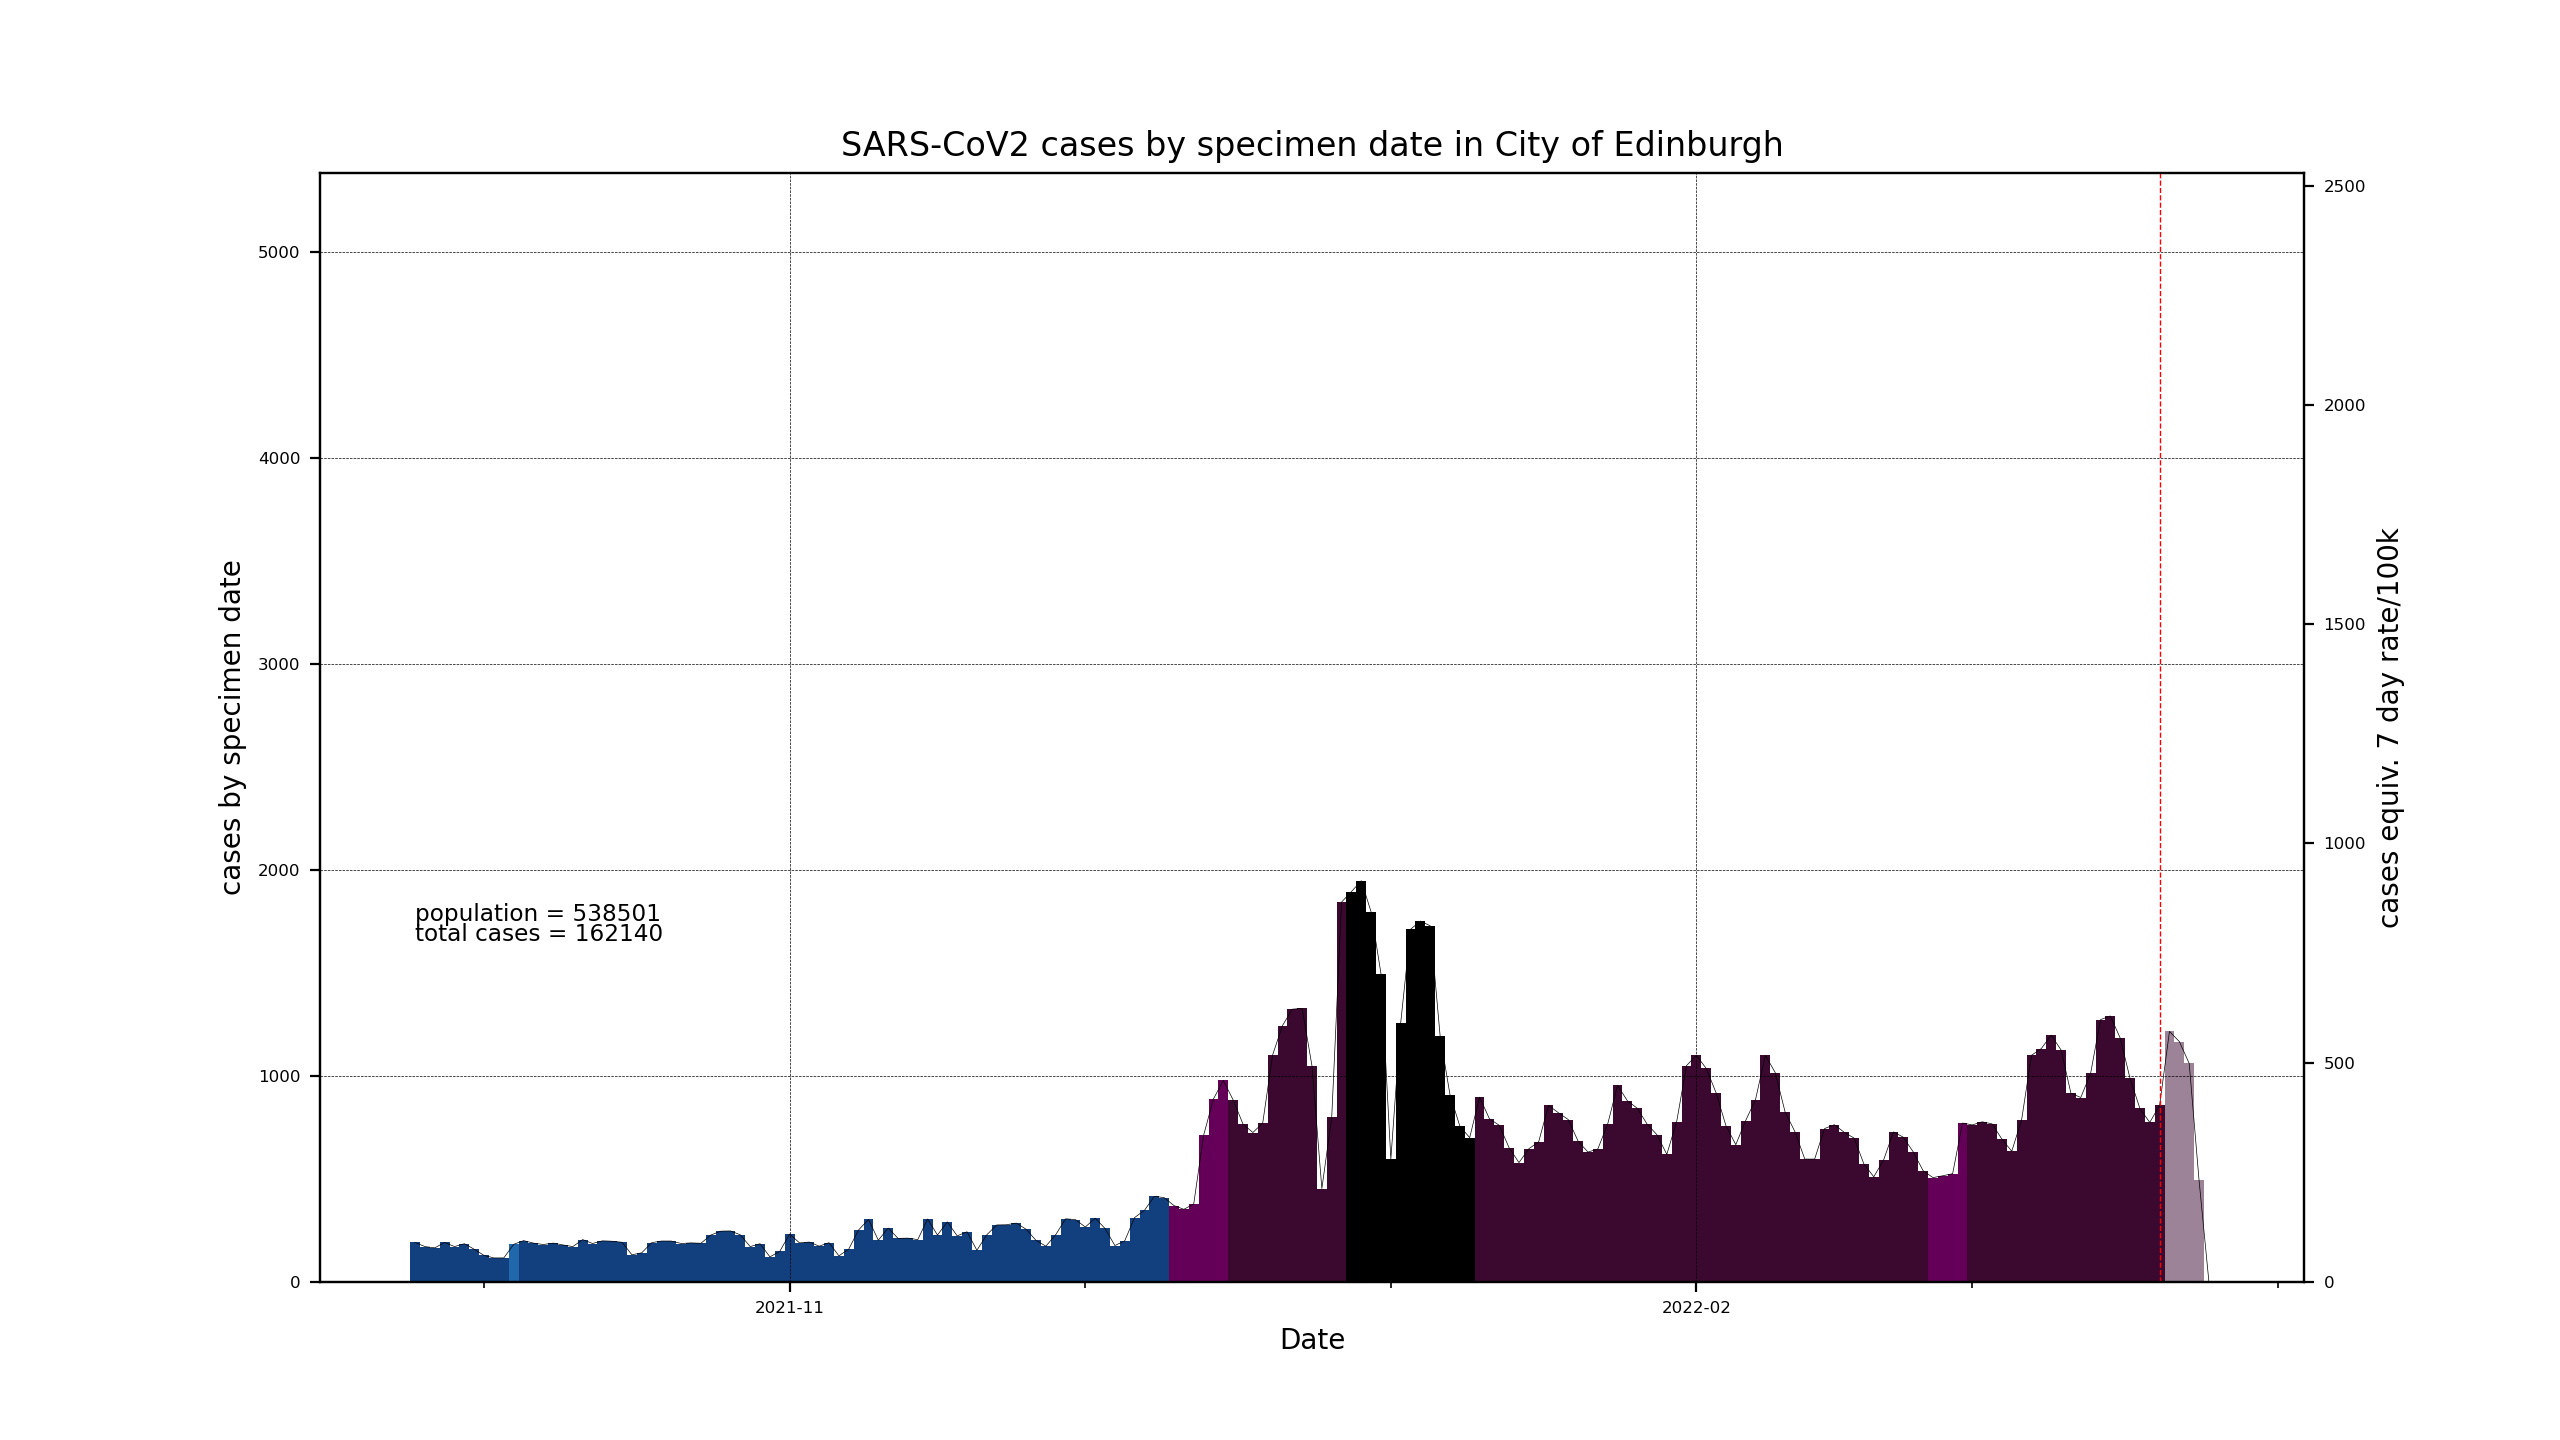 SARS-CoV2 cases by specimen date in City of Edinburgh
cases by specimen date
5000
4000
3000
2000
1000
0
population = 538501
total cases = 162140
2500
2000
1500
1000
500
0
cases equiv. 7 day rate/100k
2021-11
2022-02
Date